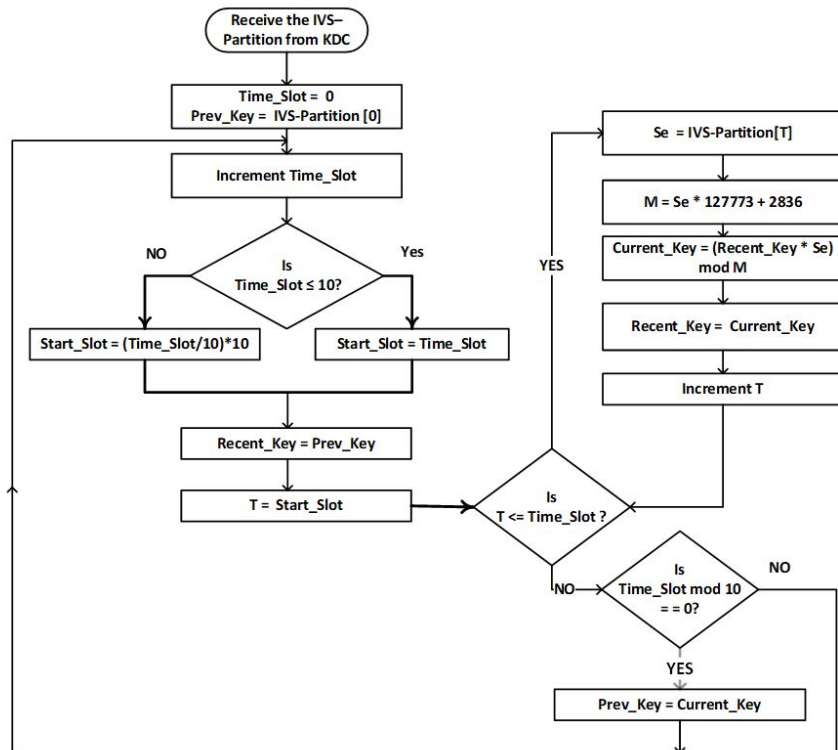 Receive the IVS–
Partition from KDC
Time_Slot = 0
Prev_Key = IVS-Partition [0]
Increment Time_Slot
Is
Time_Slot ≤ 10?
NO
Yes
Start_Slot = (Time_Slot/10)*10
Start_Slot = Time_Slot
Recent_Key = Prev_Key
T = Start_Slot
Is
T <= Time_Slot ?
YES
Se = IVS-Partition[T]
M = Se * 127773 + 2836
Current_Key = (Recent_Key * Se)
mod M
Recent_Key = Current_Key
Increment T
NO
Is
Time_Slot mod 10
= = 0?
NO
YES
Prev_Key = Current_Key